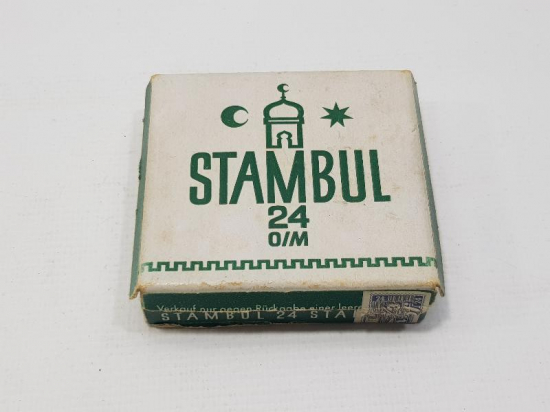 STAMBUL
24
O/M
Verkauf nur gegen Rückgabe einer leeren
STAMBUL 24 STA